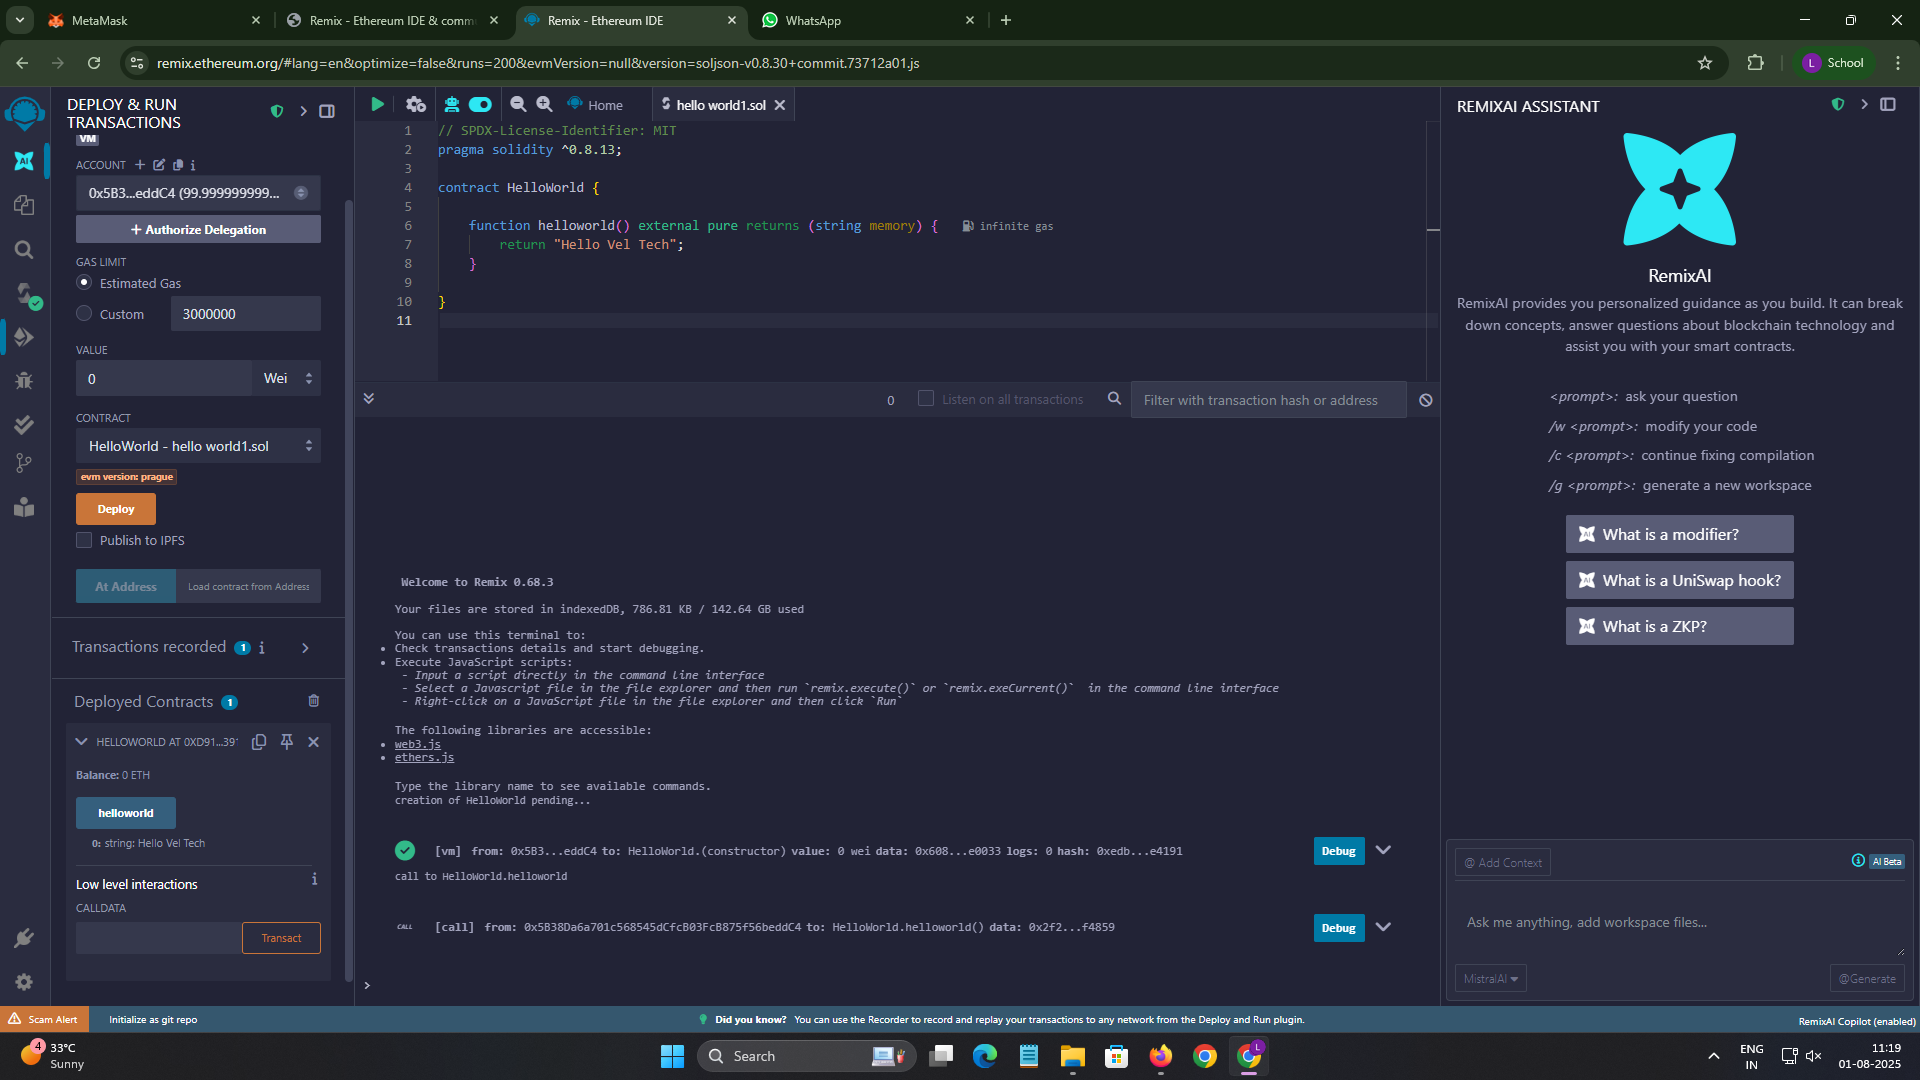 MetaMask
Remix - Ethereum IDE & comm
Remix - Ethereum IDE
WhatsApp
remix.ethereum.org/#lang=en&optimize=false&runs=200&evmVersion=null&version=soljson-v0.8.30+commit.73712a01.js
L School
DEPLOY & RUN
TRANSACTIONS
VM
ACCOUNT
0x5B3...eddC4 (99.999999999...
Authorize Delegation
GAS LIMIT
Estimated Gas
Custom
3000000
VALUE
0
Wei
CONTRACT
HelloWorld - hello world1.sol
evm version: prague
Deploy
Publish to IPFS
At Address
Load contract from Address
Transactions recorded 1
Deployed Contracts 1
HELLOWORLD AT 0XD91...39
Balance: 0 ETH
helloworld
0: string: Hello Vel Tech
Low level interactions
CALLDATA
Transact
Home
hello world1.sol
1 // SPDX-License-Identifier: MIT
2 pragma solidity ^0.8.13;
3
4 contract HelloWorld {
5
6 function helloworld() external pure returns (string memory) { infinite gas
7 return "Hello Vel Tech";
8 }
9
10 }
11
0
Listen on all transactions
Filter with transaction hash or address
Welcome to Remix 0.68.3
Your files are stored in indexedDB, 786.81 KB / 142.64 GB used
You can use this terminal to:
• Check transactions details and start debugging.
• Execute JavaScript scripts:
- Input a script directly in the command line interface
- Select a Javascript file in the file explorer and then run `remix.execute()` or `remix.exeCurrent()` in the command line interface
- Right-click on a JavaScript file in the file explorer and then click `Run`
The following libraries are accessible:
• web3.js
• ethers.js
Type the library name to see available commands.
creation of HelloWorld pending...
[vm] from: 0x5B3...eddC4 to: HelloWorld.(constructor) value: 0 wei data: 0x608...e0033 logs: 0 hash: 0xedb...e4191
Debug
call to HelloWorld.helloworld
CALL [call] from: 0x5B38Da6a701c568545dCfcB03FcB875f56beddC4 to: HelloWorld.helloworld() data: 0x2f2...f4859
Debug
>
REMIXAI ASSISTANT
RemixAI
RemixAI provides you personalized guidance as you build. It can break
down concepts, answer questions about blockchain technology and
assist you with your smart contracts.
<prompt>: ask your question
/w <prompt>: modify your code
/c <prompt>: continue fixing compilation
/g <prompt>: generate a new workspace
AI What is a modifier?
AI What is a UniSwap hook?
AI What is a ZKP?
@ Add Context
AI Beta
Ask me anything, add workspace files...
MistralAI
@Generate
Scam Alert
Initialize as git repo
Did you know? You can use the Recorder to record and replay your transactions to any network from the Deploy and Run plugin.
RemixAI Copilot (enabled)
4
33°C
Sunny
Search
L
ENG
IN
11:19
01-08-2025